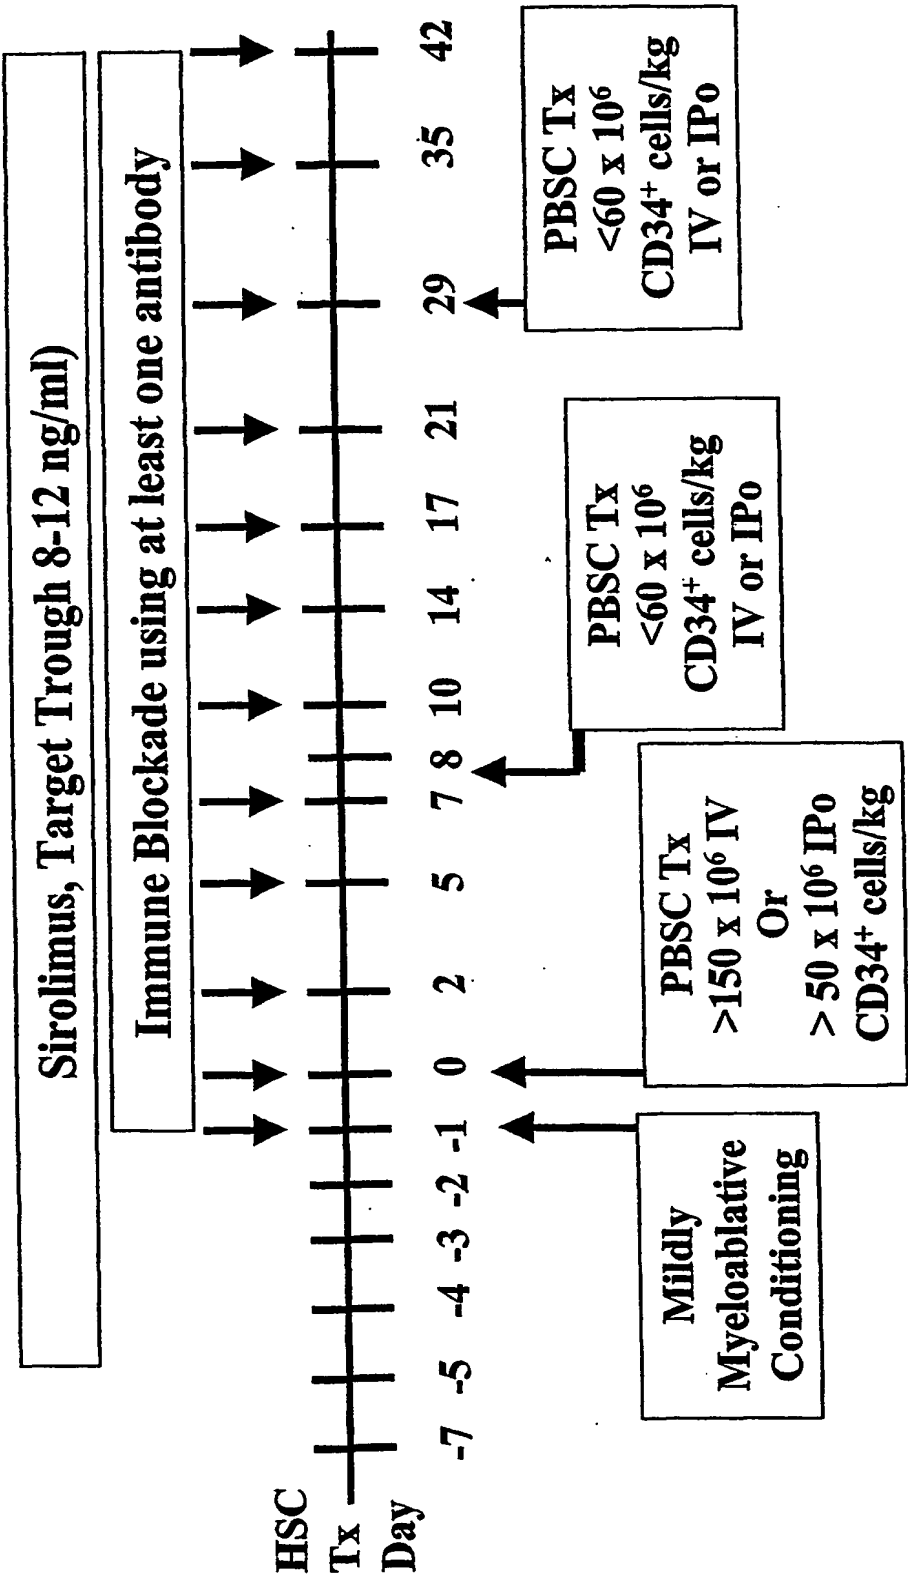 Sirolimus, Target Trough 8-12 ng/ml)
Immune Blockade using at least one antibody
HSC
Tx
Day
-7 -5 -4 -3 -2 -1 0 2 5 7 8 10 14 17 21 29 35 42
Mildly
Myeloablative
Conditioning
PBSC Tx
>150 x 10⁶ IV
Or
> 50 x 10⁶ IPo
CD34⁺ cells/kg
PBSC Tx
<60 x 10⁶
CD34⁺ cells/kg
IV or IPo
PBSC Tx
<60 x 10⁶
CD34⁺ cells/kg
IV or IPo